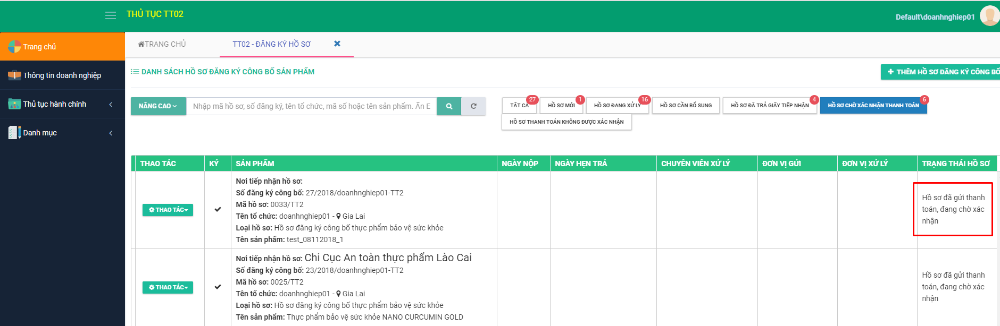 THỦ TỤC TT02
Default\doanhnghiep01
Trang chủ
Thông tin doanh nghiệp
Thủ tục hành chính
Danh mục
TRANG CHỦ
TT02 - ĐĂNG KÝ HỒ SƠ
DANH SÁCH HỒ SƠ ĐĂNG KÝ CÔNG BỐ SẢN PHẨM
THÊM HỒ SƠ ĐĂNG KÝ CÔNG BỐ
NÂNG CAO
Nhập mã hồ sơ, số đăng ký, tên tổ chức, mã số hoặc tên sản phẩm. Ấn E
TẤT CẢ 27
HỒ SƠ MỚI 1
HỒ SƠ ĐANG XỬ LÝ 16
HỒ SƠ CẦN BỔ SUNG
HỒ SƠ ĐÃ TRẢ GIẤY TIẾP NHẬN 4
HỒ SƠ CHỜ XÁC NHẬN THANH TOÁN 6
HỒ SƠ THANH TOÁN KHÔNG ĐƯỢC XÁC NHẬN
THAO TÁC KÝ SẢN PHẨM NGÀY NỘP NGÀY HẸN TRẢ CHUYÊN VIÊN XỬ LÝ ĐƠN VỊ GỬI ĐƠN VỊ XỬ LÝ TRẠNG THÁI HỒ SƠ
THAO TÁC
Nơi tiếp nhận hồ sơ:
Số đăng ký công bố: 27/2018/doanhnghiep01-TT2
Mã hồ sơ: 0033/TT2
Tên tổ chức: doanhnghiep01 - Gia Lai
Loại hồ sơ: Hồ sơ đăng ký công bố thực phẩm bảo vệ sức khỏe
Tên sản phẩm: test_08112018_1
Hồ sơ đã gửi thanh
toán, đang chờ xác
nhận
THAO TÁC
Nơi tiếp nhận hồ sơ: Chi Cục An toàn thực phẩm Lào Cai
Số đăng ký công bố: 23/2018/doanhnghiep01-TT2
Mã hồ sơ: 0025/TT2
Tên tổ chức: doanhnghiep01 - Gia Lai
Loại hồ sơ: Hồ sơ đăng ký công bố thực phẩm bảo vệ sức khỏe
Tên sản phẩm: Thực phẩm bảo vệ sức khỏe NANO CURCUMIN GOLD
Hồ sơ đã gửi thanh
toán, đang chờ xác
nhận